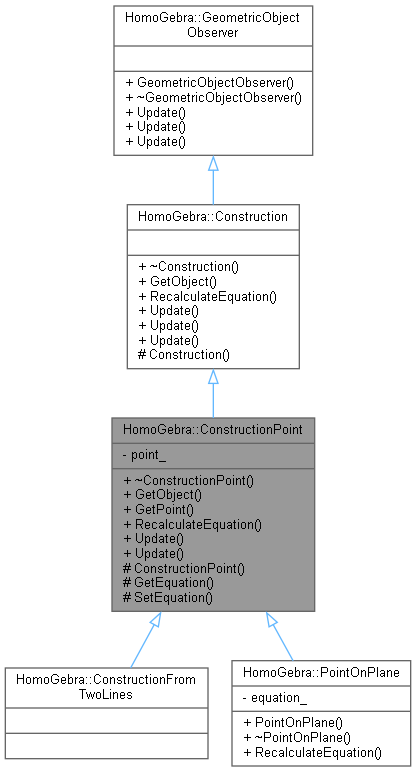 HomoGebra::GeometricObject
Observer
+ GeometricObjectObserver()
+ ~GeometricObjectObserver()
+ Update()
+ Update()
+ Update()
HomoGebra::Construction
+ ~Construction()
+ GetObject()
+ RecalculateEquation()
+ Update()
+ Update()
+ Update()
# Construction()
HomoGebra::ConstructionPoint
- point_
+ ~ConstructionPoint()
+ GetObject()
+ GetPoint()
+ RecalculateEquation()
+ Update()
+ Update()
# ConstructionPoint()
# GetEquation()
# SetEquation()
HomoGebra::ConstructionFrom
TwoLines
HomoGebra::PointOnPlane
- equation_
+ PointOnPlane()
+ ~PointOnPlane()
+ RecalculateEquation()